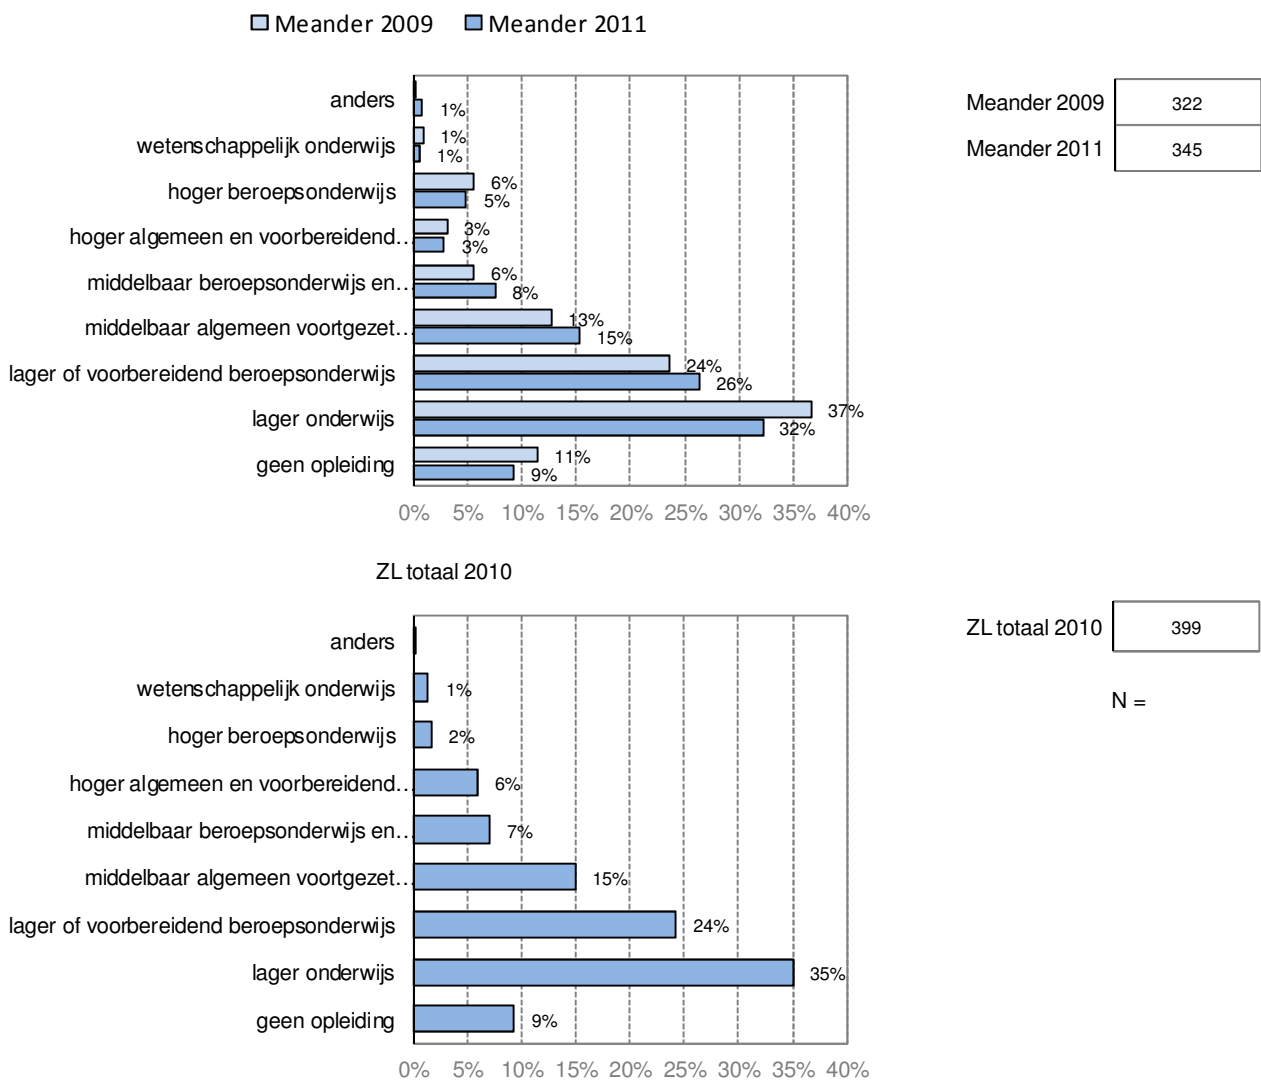 Meander 2009 Meander 2011
anders 1%
wetenschappelijk onderwijs 1% 1%
hoger beroepsonderwijs 6% 5%
hoger algemeen en voorbereidend… 3% 3%
middelbaar beroepsonderwijs en… 6% 8%
middelbaar algemeen voortgezet… 13% 15%
lager of voorbereidend beroepsonderwijs 24% 26%
lager onderwijs 37% 32%
geen opleiding 11% 9%
0% 5% 10% 15% 20% 25% 30% 35% 40%
Meander 2009 322
Meander 2011 345
ZL totaal 2010
anders
wetenschappelijk onderwijs 1%
hoger beroepsonderwijs 2%
hoger algemeen en voorbereidend… 6%
middelbaar beroepsonderwijs en… 7%
middelbaar algemeen voortgezet… 15%
lager of voorbereidend beroepsonderwijs 24%
lager onderwijs 35%
geen opleiding 9%
0% 5% 10% 15% 20% 25% 30% 35% 40%
ZL totaal 2010 399
N =